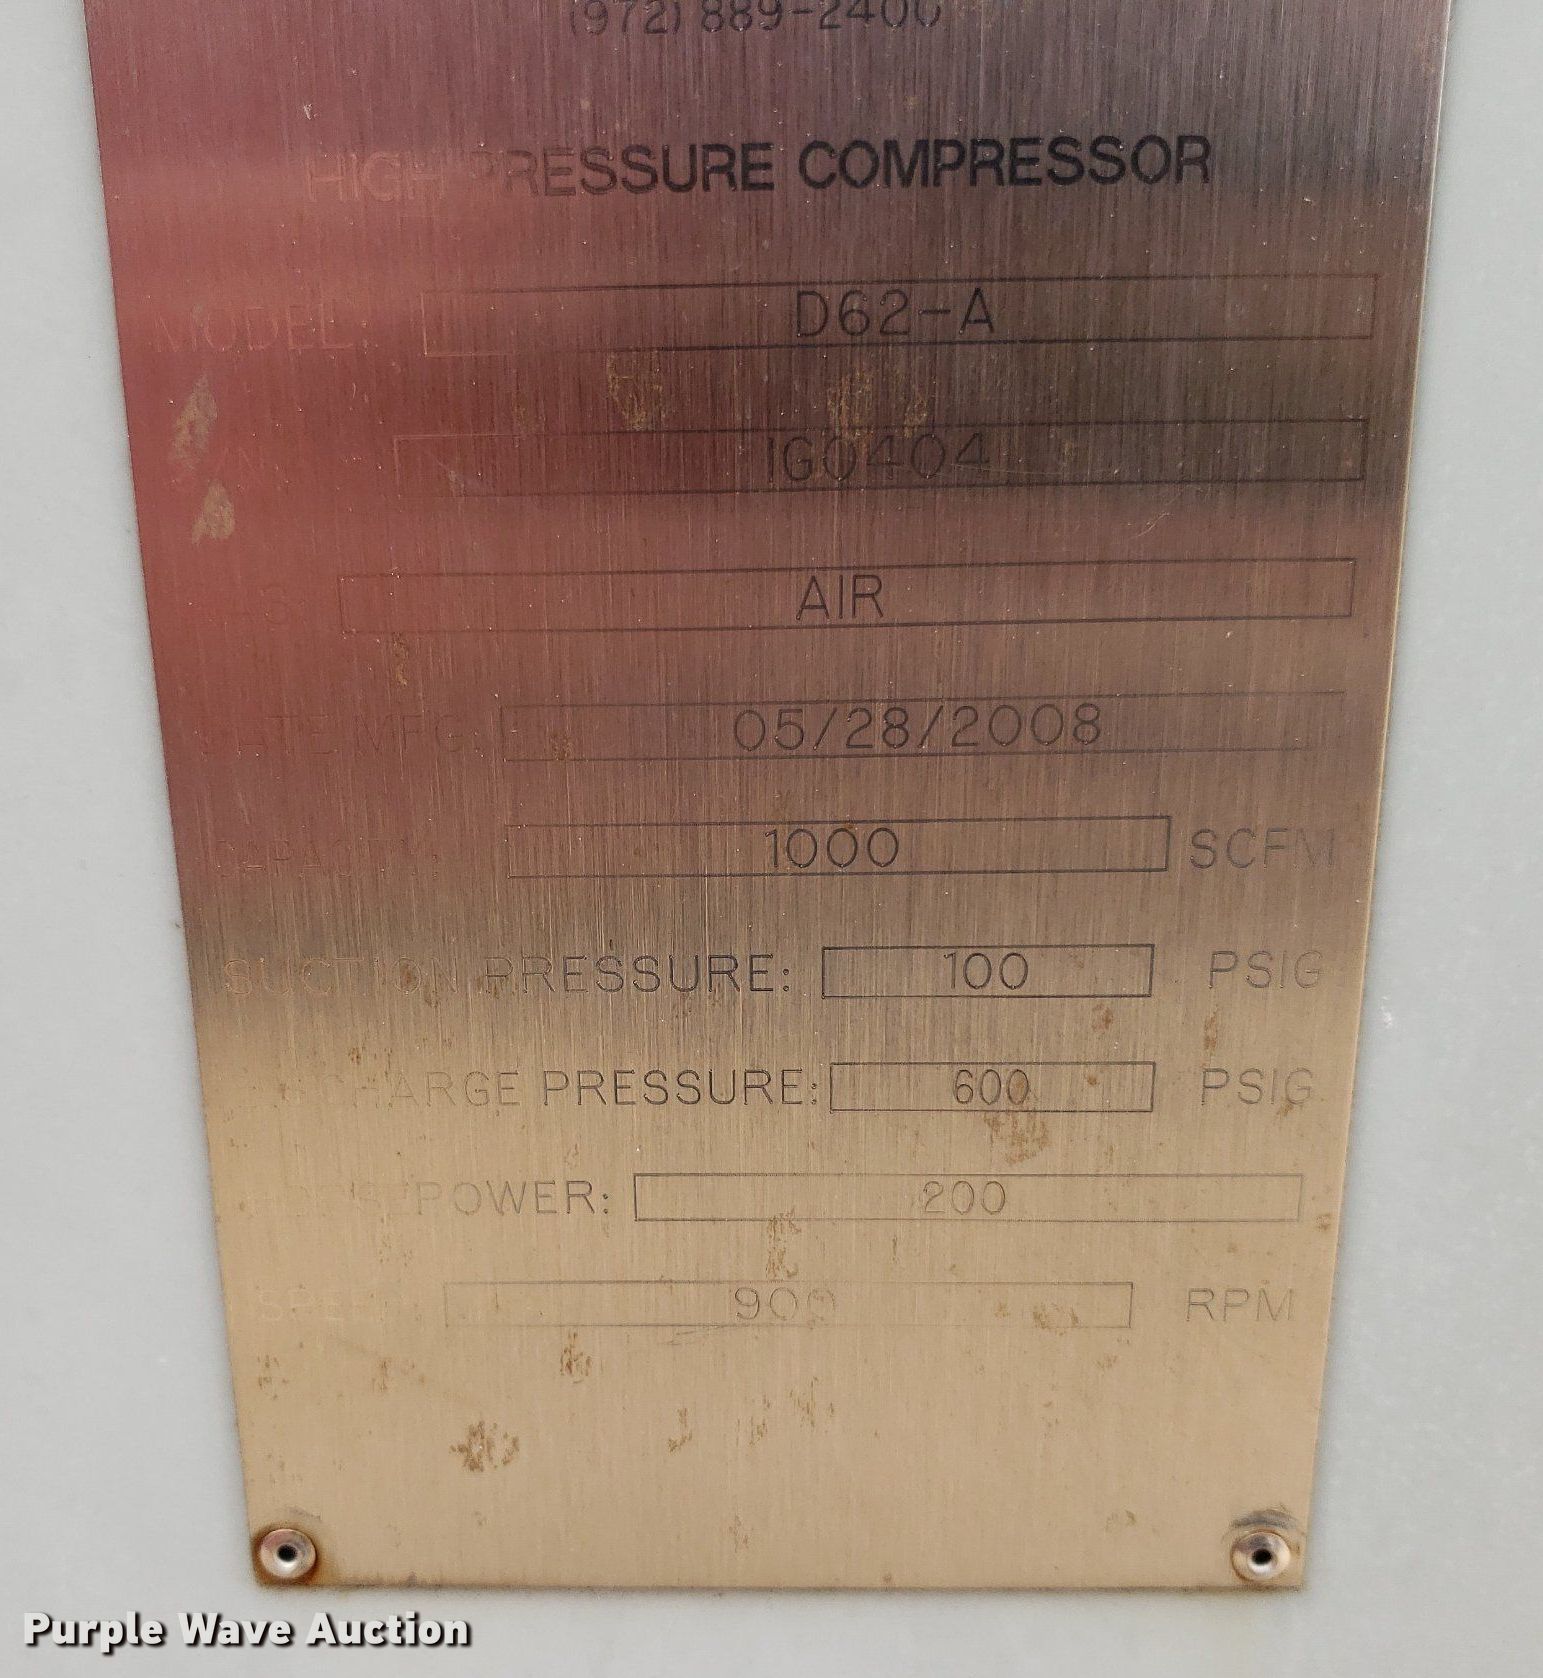 (972) 889-2400
HIGH PRESSURE COMPRESSOR
MODEL: D62-A
IG0404
AIR
DATE MFG: 05/28/2008
CAPACITY: 1000 SCFM
SUCTION PRESSURE: 100 PSIG
DISCHARGE PRESSURE: 600 PSIG
HORSEPOWER: 200
SPEED: 900 RPM
Purple Wave Auction